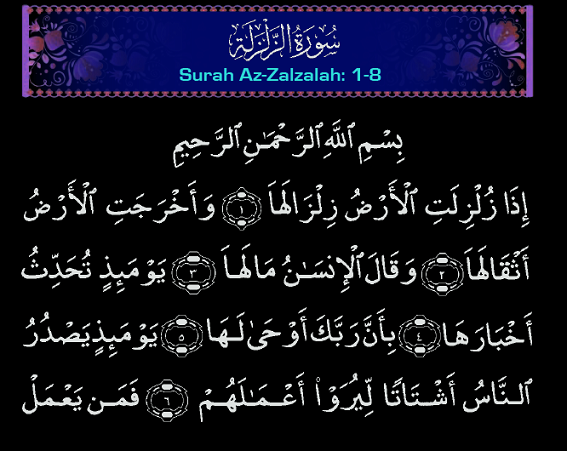 سُورَةُ الزَّلْزَلَةِ
Surah Az-Zalzalah: 1-8
بِسْمِ ٱللَّهِ ٱلرَّحْمَـٰنِ ٱلرَّحِيمِ
إِذَا زُلْزِلَتِ ٱلْأَرْضُ زِلْزَالَهَا ١ وَأَخْرَجَتِ ٱلْأَرْضُ
أَثْقَالَهَا ٢ وَقَالَ ٱلْإِنسَـٰنُ مَا لَهَا ٣ يَوْمَئِذٍ تُحَدِّثُ
أَخْبَارَهَا ٤ بِأَنَّ رَبَّكَ أَوْحَىٰ لَهَا ٥ يَوْمَئِذٍ يَصْدُرُ
ٱلنَّاسُ أَشْتَاتًا لِّيُرَوْا۟ أَعْمَـٰلَهُمْ ٦ فَمَن يَعْمَلْ